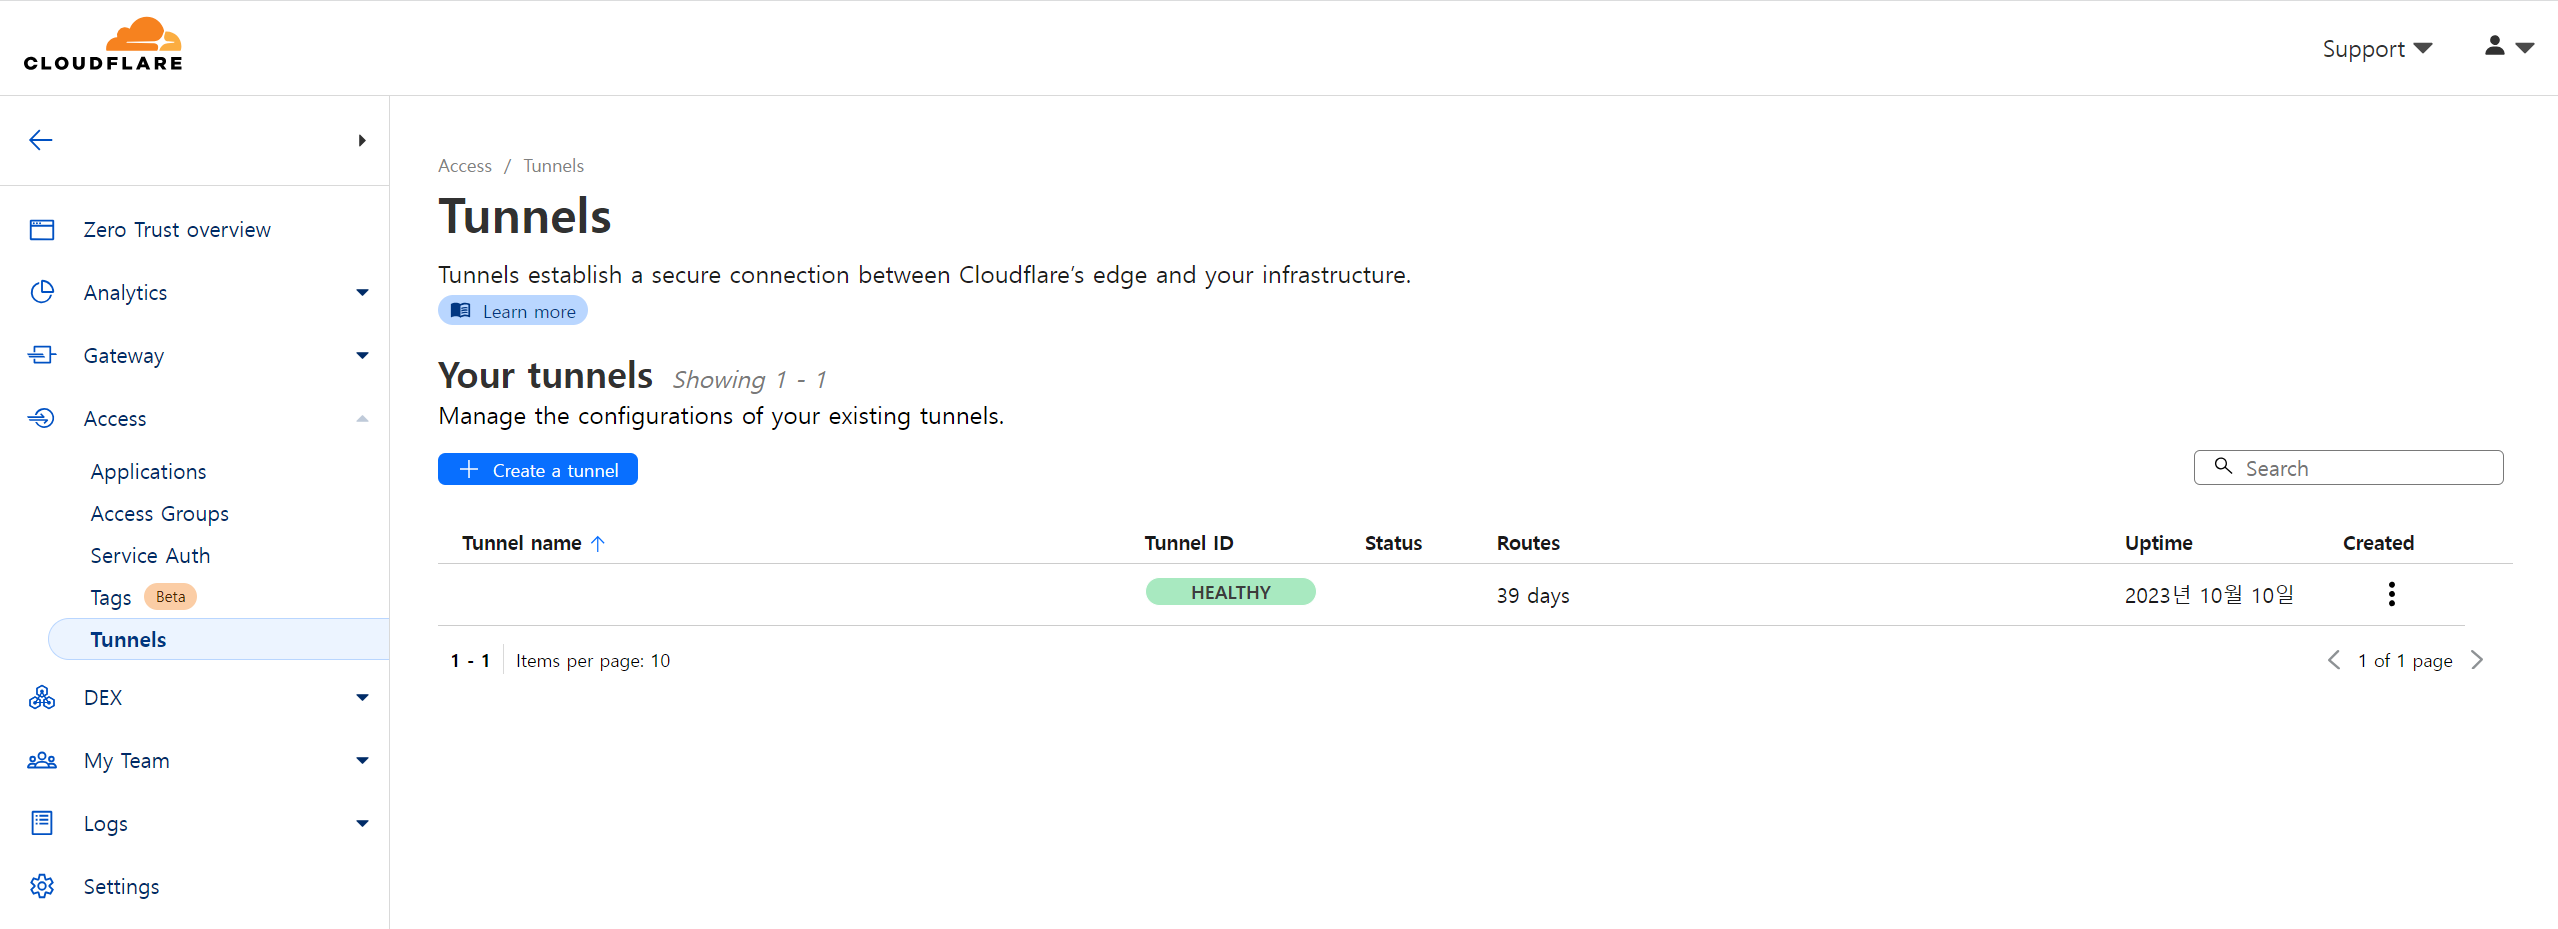 CLOUDFLARE
Support
Zero Trust overview
Analytics
Gateway
Access
Applications
Access Groups
Service Auth
Tags Beta
Tunnels
DEX
My Team
Logs
Settings
Access / Tunnels
Tunnels
Tunnels establish a secure connection between Cloudflare’s edge and your infrastructure.
Learn more
Your tunnels Showing 1 - 1
Manage the configurations of your existing tunnels.
Create a tunnel
Search
Tunnel name Tunnel ID Status Routes Uptime Created
HEALTHY 39 days 2023년 10월 10일
1 - 1 Items per page: 10 1 of 1 page